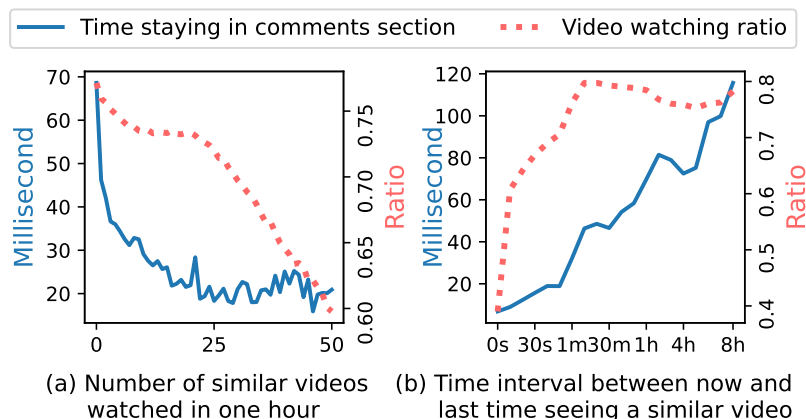 Time staying in comments section Video watching ratio
70
60
50
40
30
20
Millisecond
0.75
0.70
0.65
0.60
Ratio
0 25 50
(a) Number of similar videos
watched in one hour
120
100
80
60
40
20
Millisecond
0.8
0.7
0.6
0.5
0.4
Ratio
0s 30s 1m 30m 1h 4h 8h
(b) Time interval between now and
last time seeing a similar video